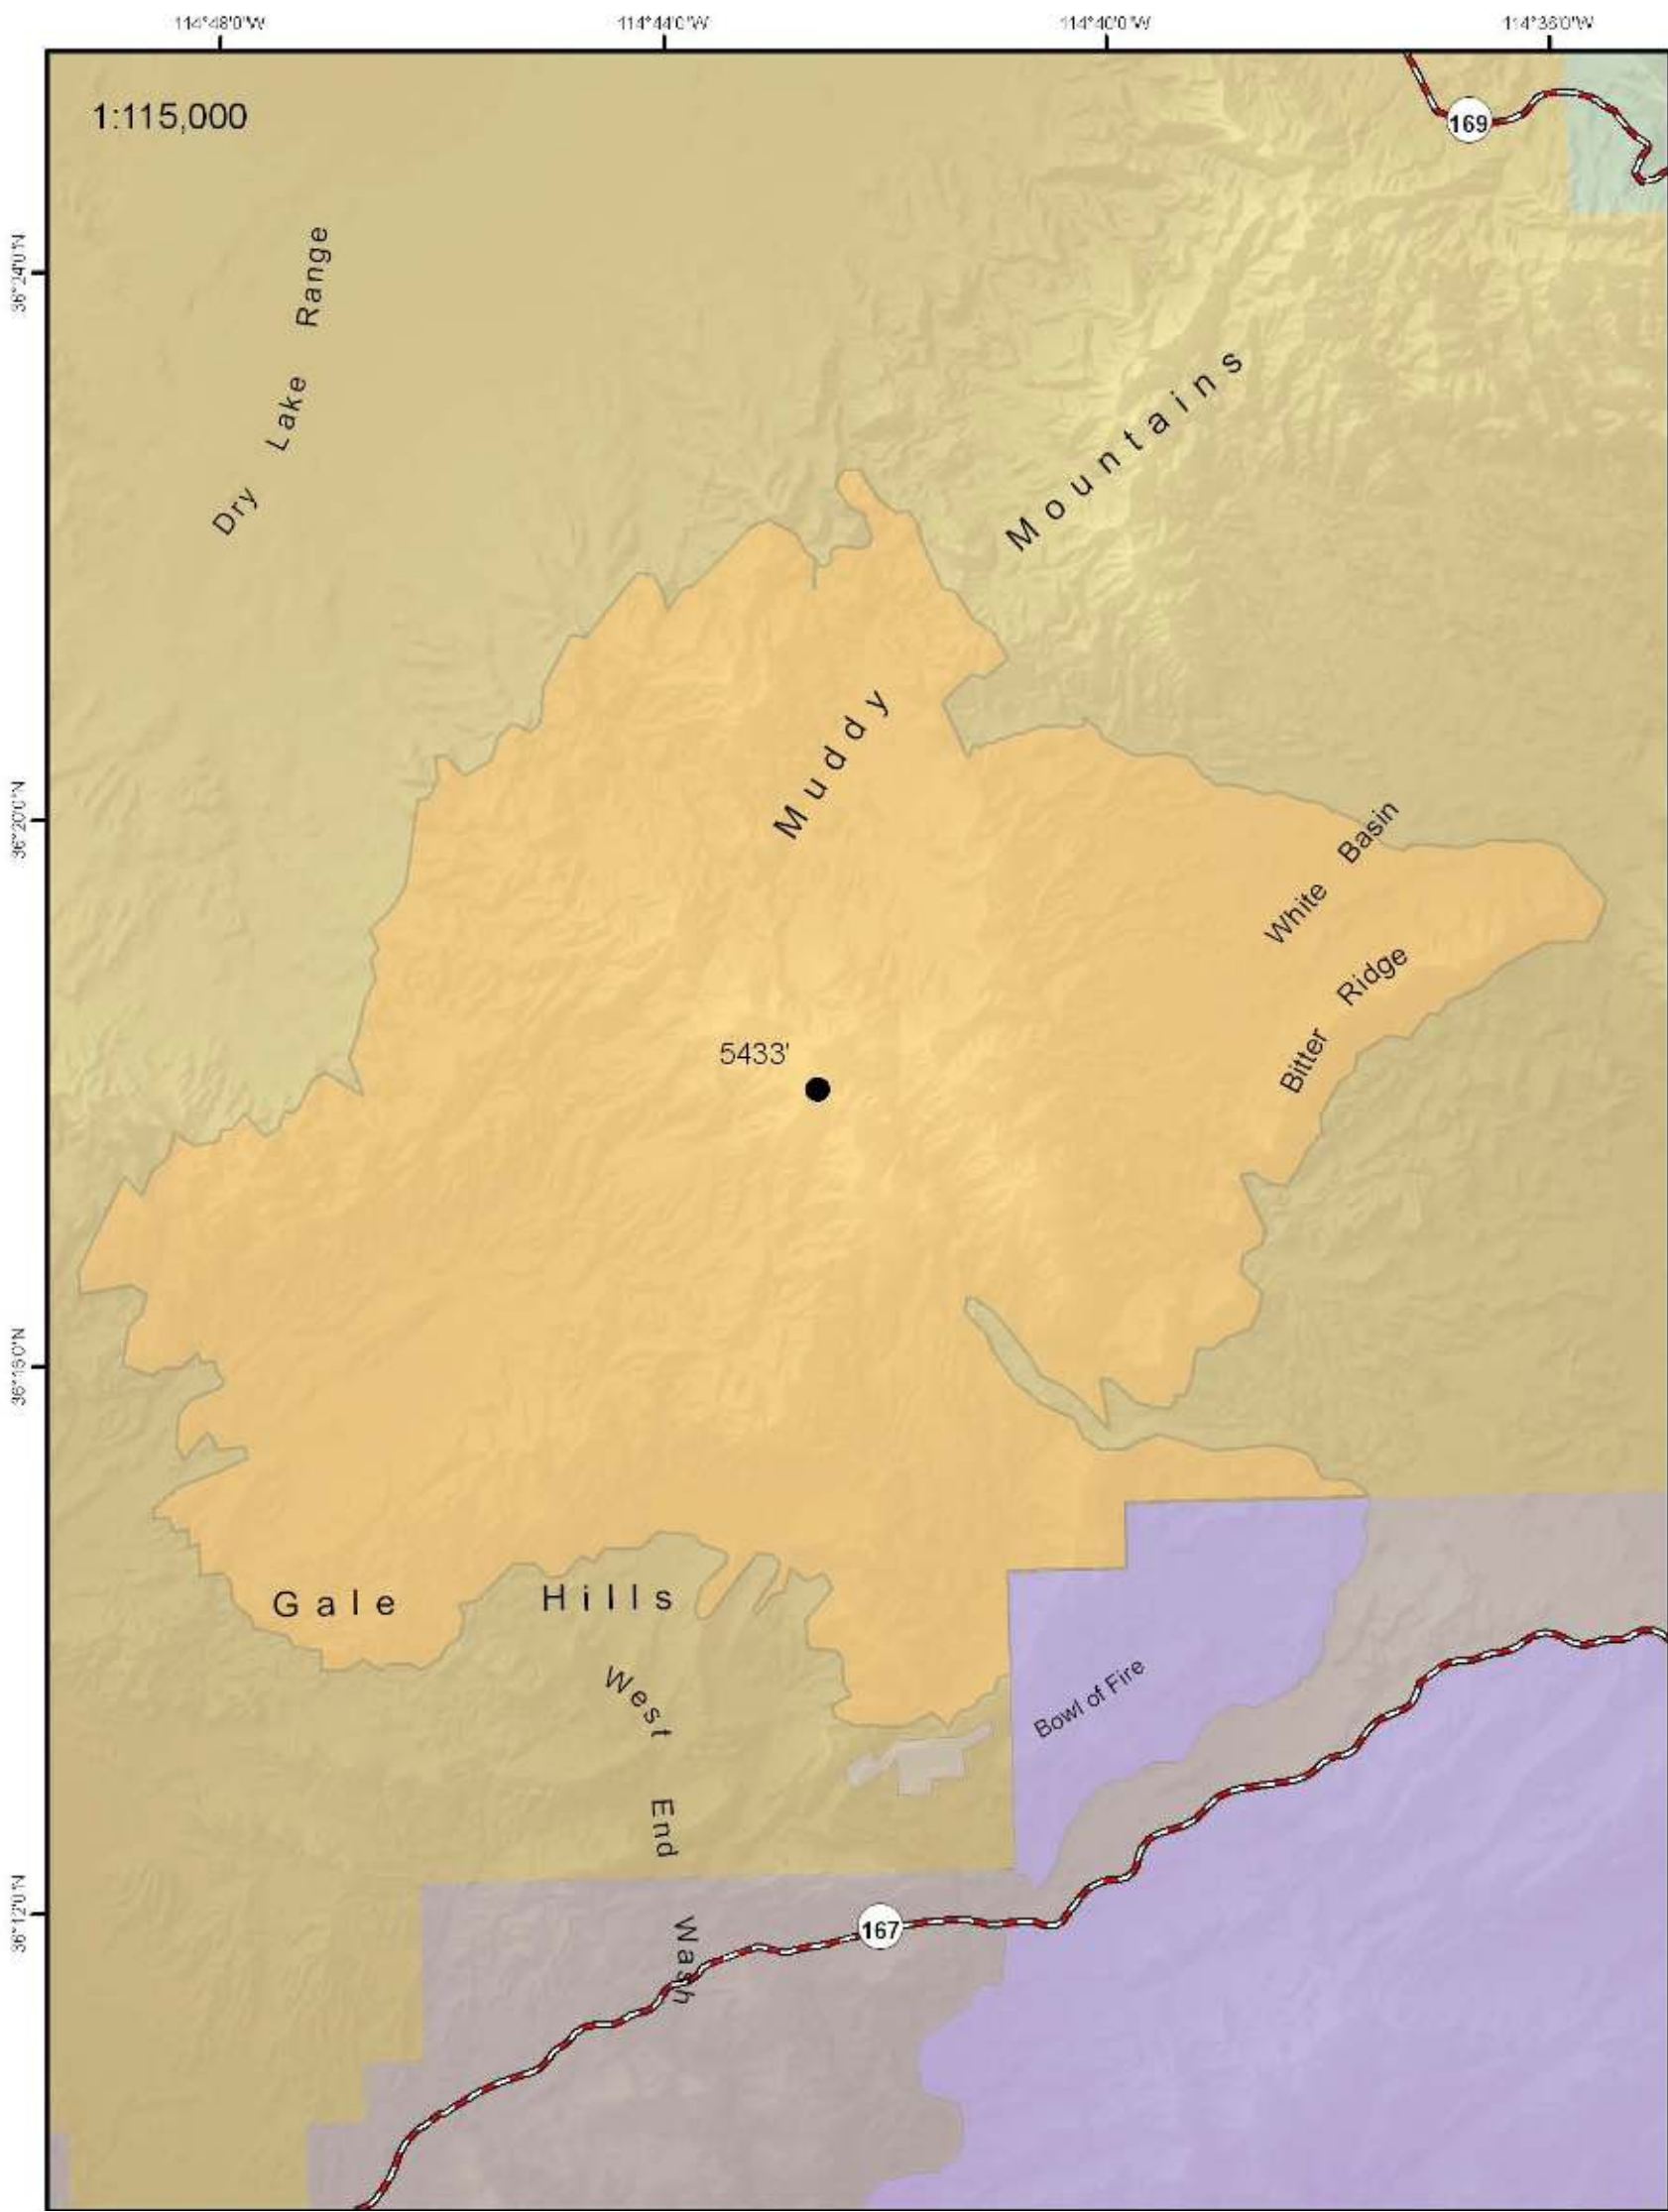 114°48'0"W
114°44'0"W
114°40'0"W
114°36'0"W
1:115,000
169
36°24'0"N
Dry Lake Range
Mountains
Muddy
36°20'0"N
White Basin
Bitter Ridge
5433'
36°16'0"N
Gale Hills
West End Wash
Bowl of Fire
36°12'0"N
167